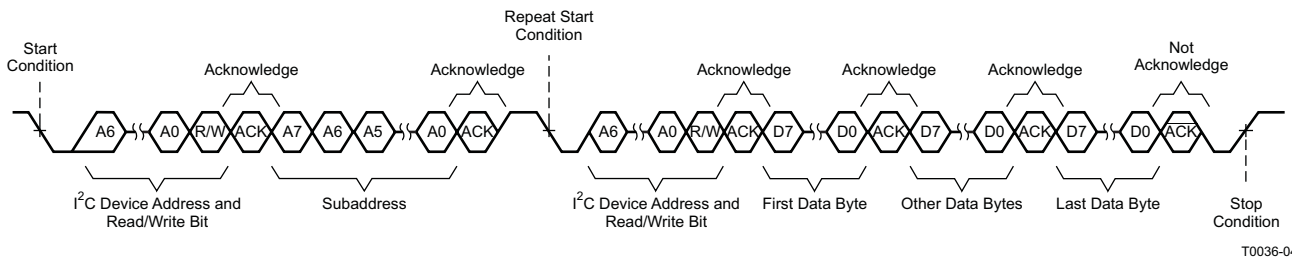 Repeat Start
Condition
Start
Condition
Not
Acknowledge
Acknowledge Acknowledge Acknowledge Acknowledge Acknowledge
A6 A0 R/W ACK A7 A6 A5 A0 ACK A6 A0 R/W ACK D7 D0 ACK D7 D0 ACK D7 D0 ACK
I²C Device Address and
Read/Write Bit
Subaddress
I²C Device Address and
Read/Write Bit
First Data Byte
Other Data Bytes
Last Data Byte
Stop
Condition
T0036-04